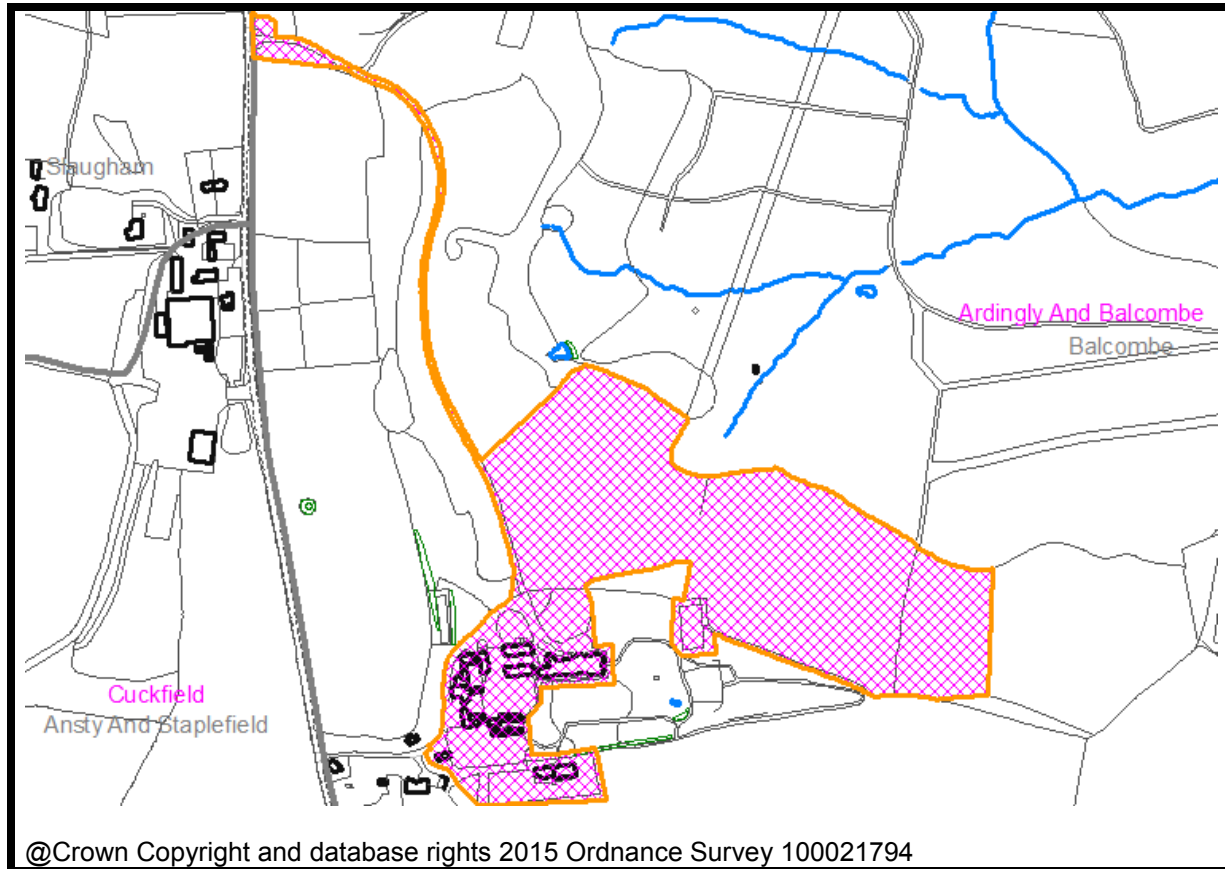 Slaugham
Ardingly And Balcombe
Balcombe
Cuckfield
Ansty And Staplefield
@Crown Copyright and database rights 2015 Ordnance Survey 100021794